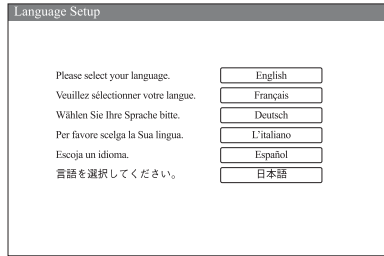 Language Setup
Please select your language. English
Veuillez sélectionner votre langue. Français
Wählen Sie Ihre Sprache bitte. Deutsch
Per favore scelga la Sua lingua. L'italiano
Escoja un idioma. Español
言語を選択してください。 日本語